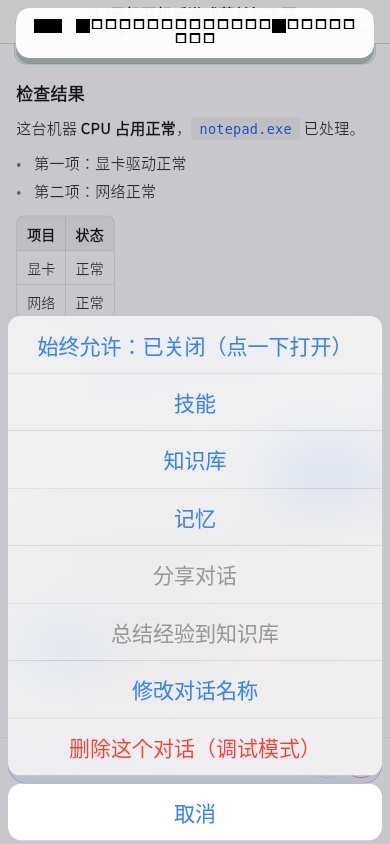 检查结果
这台机器 CPU 占用正常， notepad.exe 已处理。
• 第一项：显卡驱动正常
• 第二项：网络正常
项目 状态
显卡 正常
网络 正常
始终允许：已关闭（点一下打开）
技能
知识库
记忆
分享对话
总结经验到知识库
修改对话名称
删除这个对话（调试模式）
取消